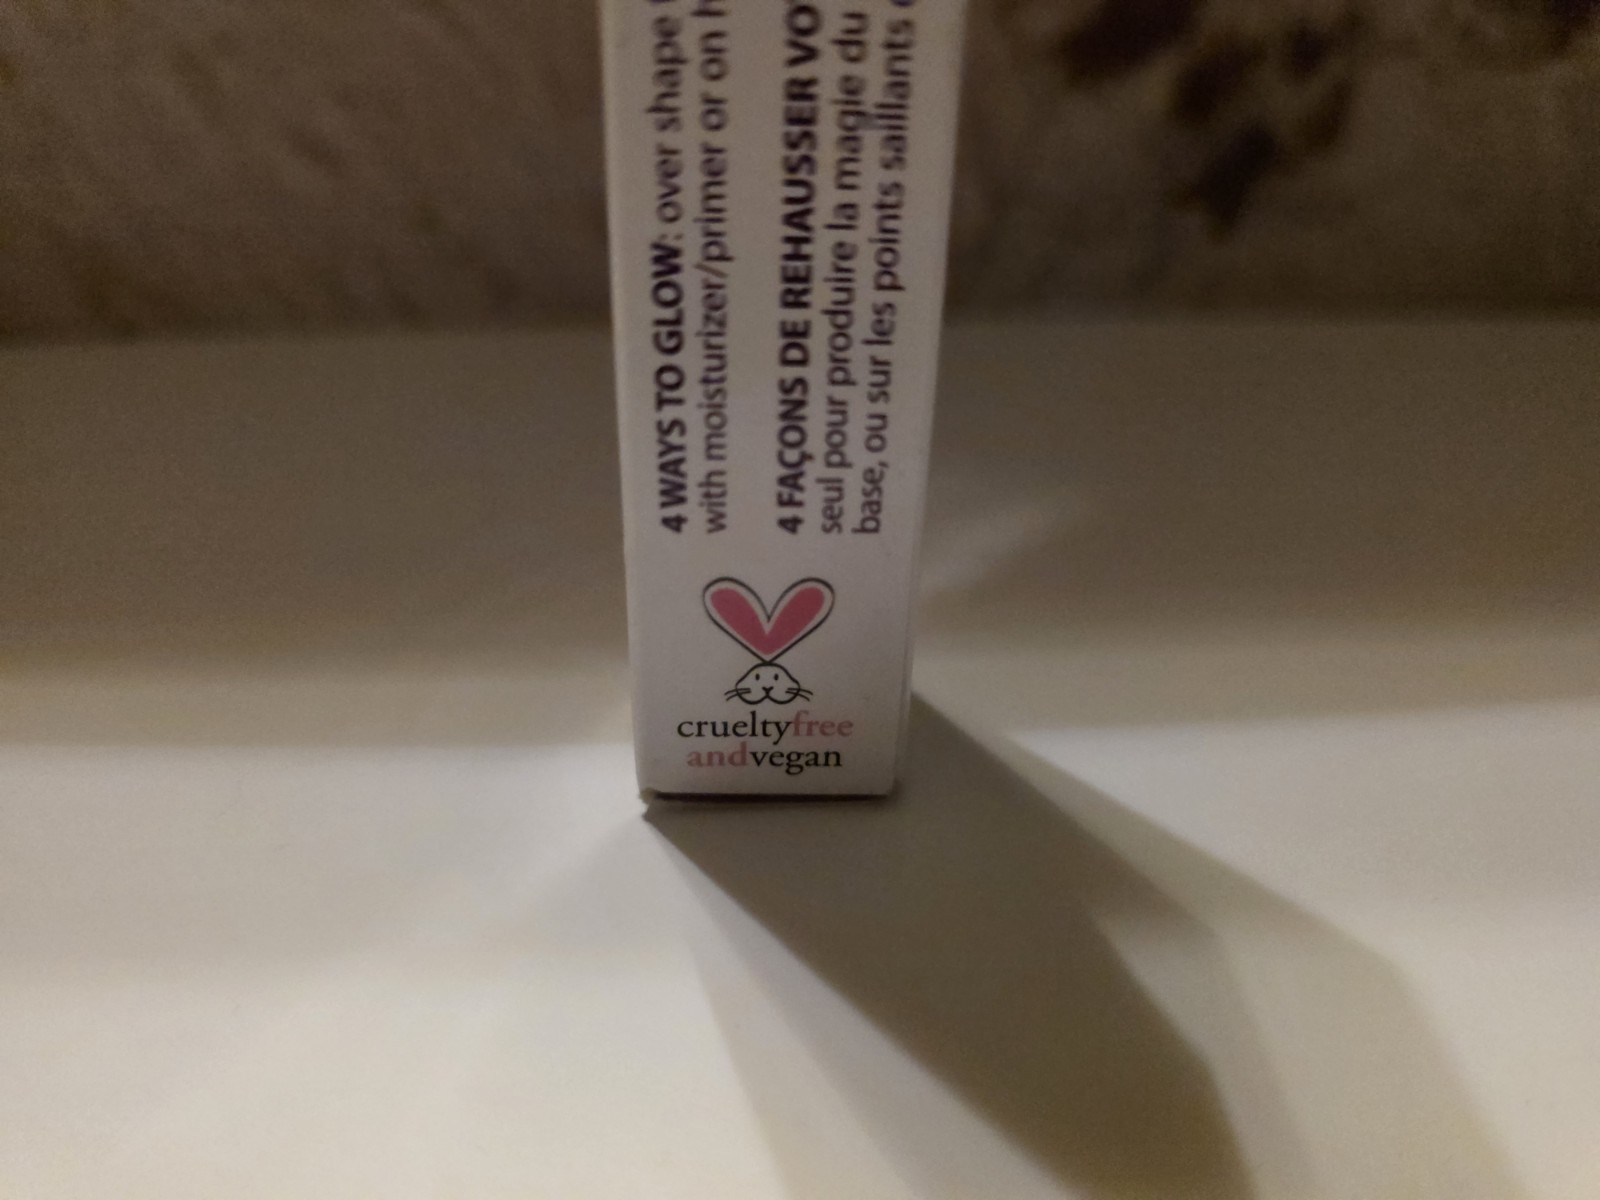 4 WAYS TO GLOW: over shape
with moisturizer/primer or on
4 FAÇONS DE REHAUSSER
seul pour produire la magie du
base, ou sur les points saillants
crueltyfree
andvegan